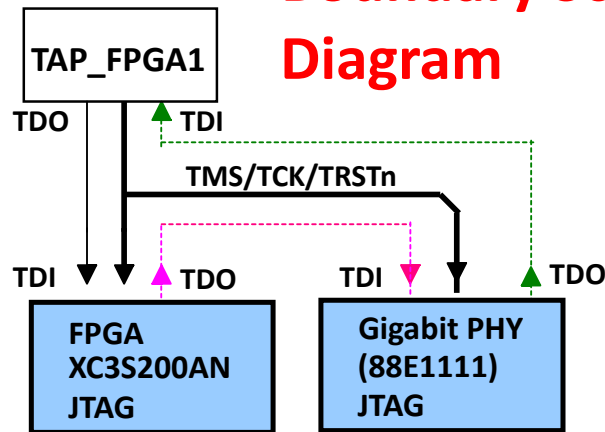 Diagram
TAP_FPGA1
TDO
TDI
TMS/TCK/TRSTn
TDI
TDO
TDI
TDO
FPGA
XC3S200AN
JTAG
Gigabit PHY
(88E1111)
JTAG